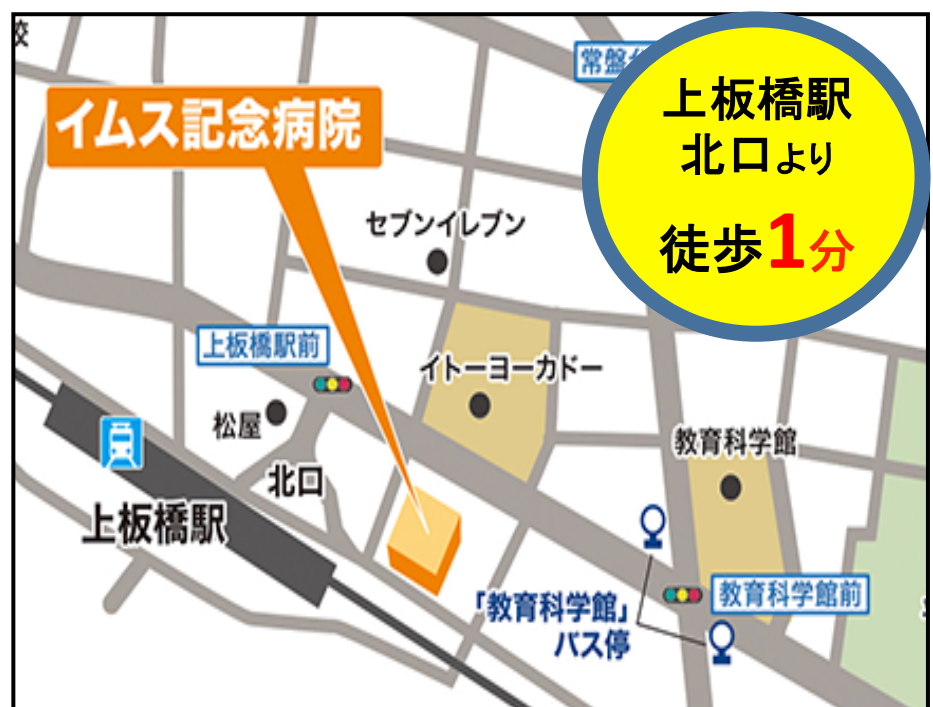 校
常盤
上板橋駅
北口より
徒歩1分
イムス記念病院
セブンイレブン
上板橋駅前
イトーヨーカドー
松屋
教育科学館
北口
上板橋駅
教育科学館前
「教育科学館」
バス停